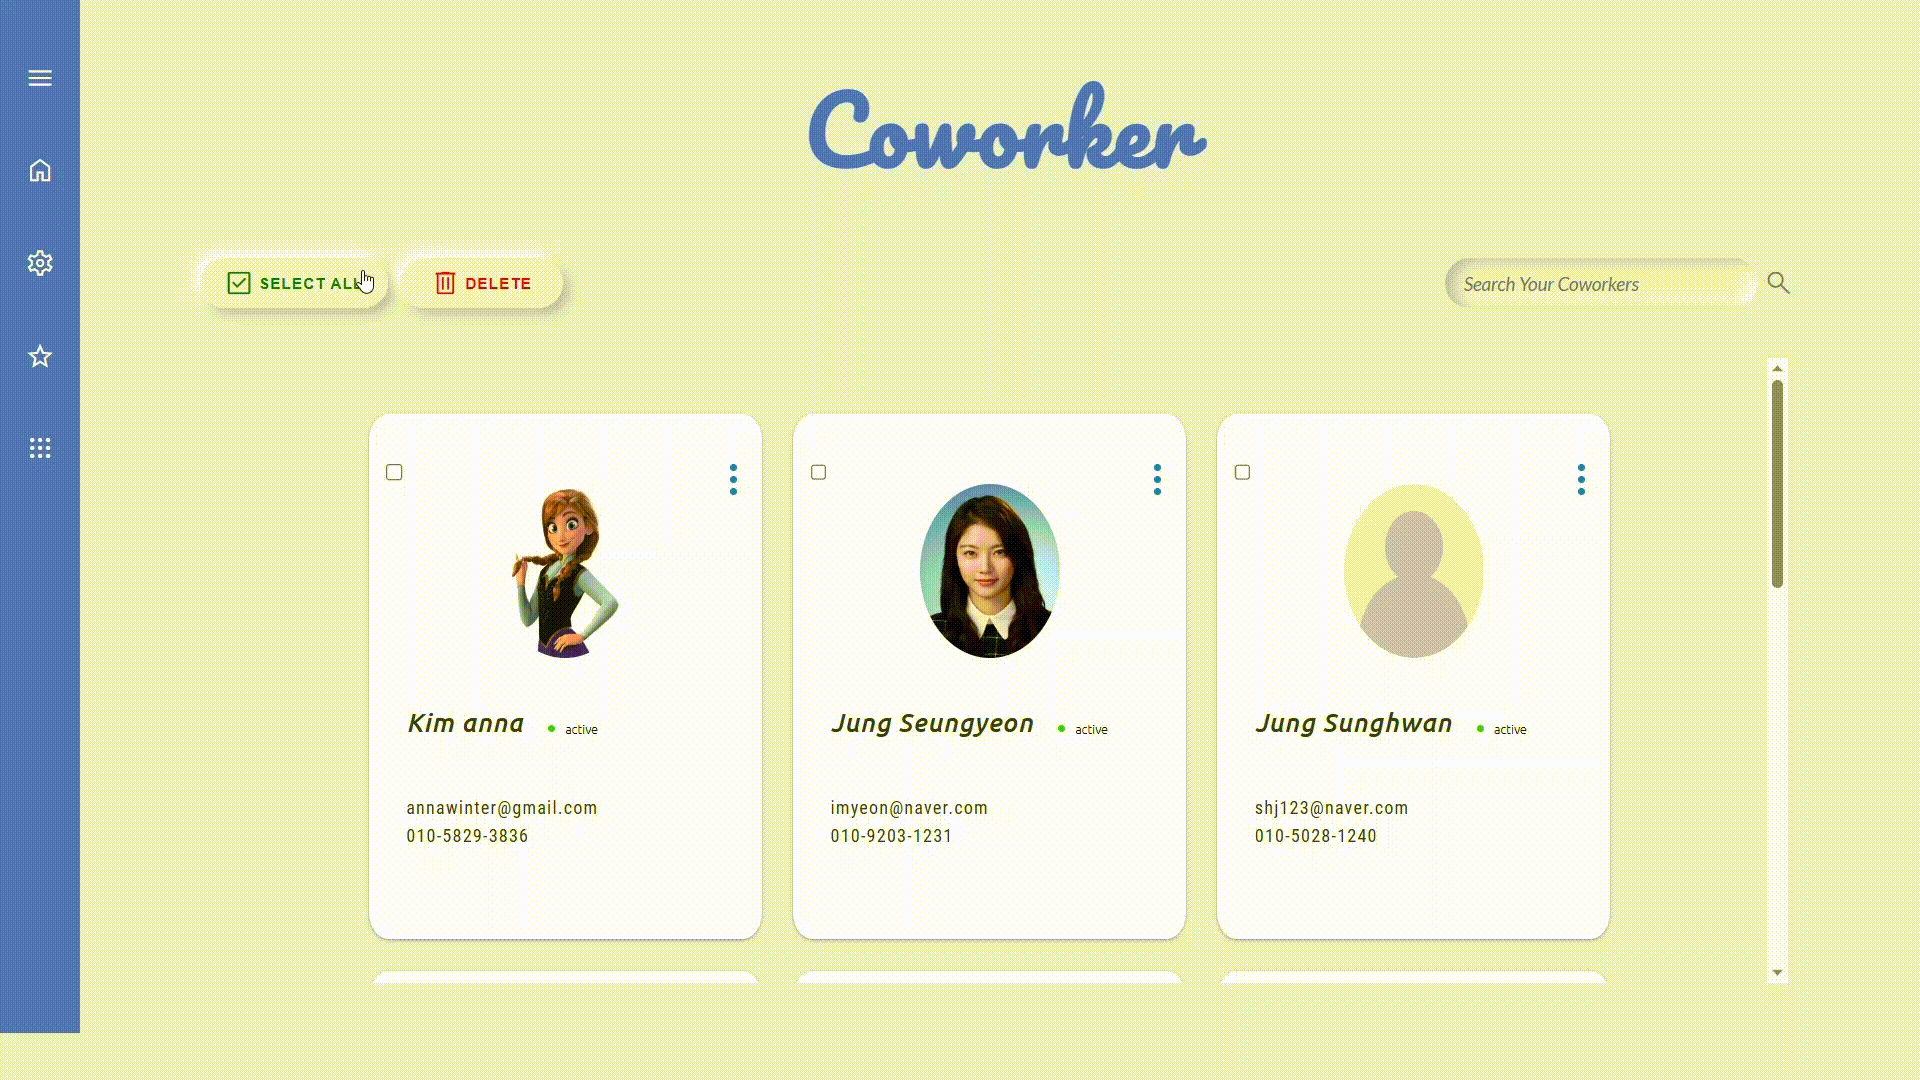 Coworker
SELECT ALL
DELETE
Search Your Coworkers
Kim anna
active
annawinter@gmail.com
010-5829-3836
Jung Seungyeon
active
imyeon@naver.com
010-9203-1231
Jung Sunghwan
active
shj123@naver.com
010-5028-1240